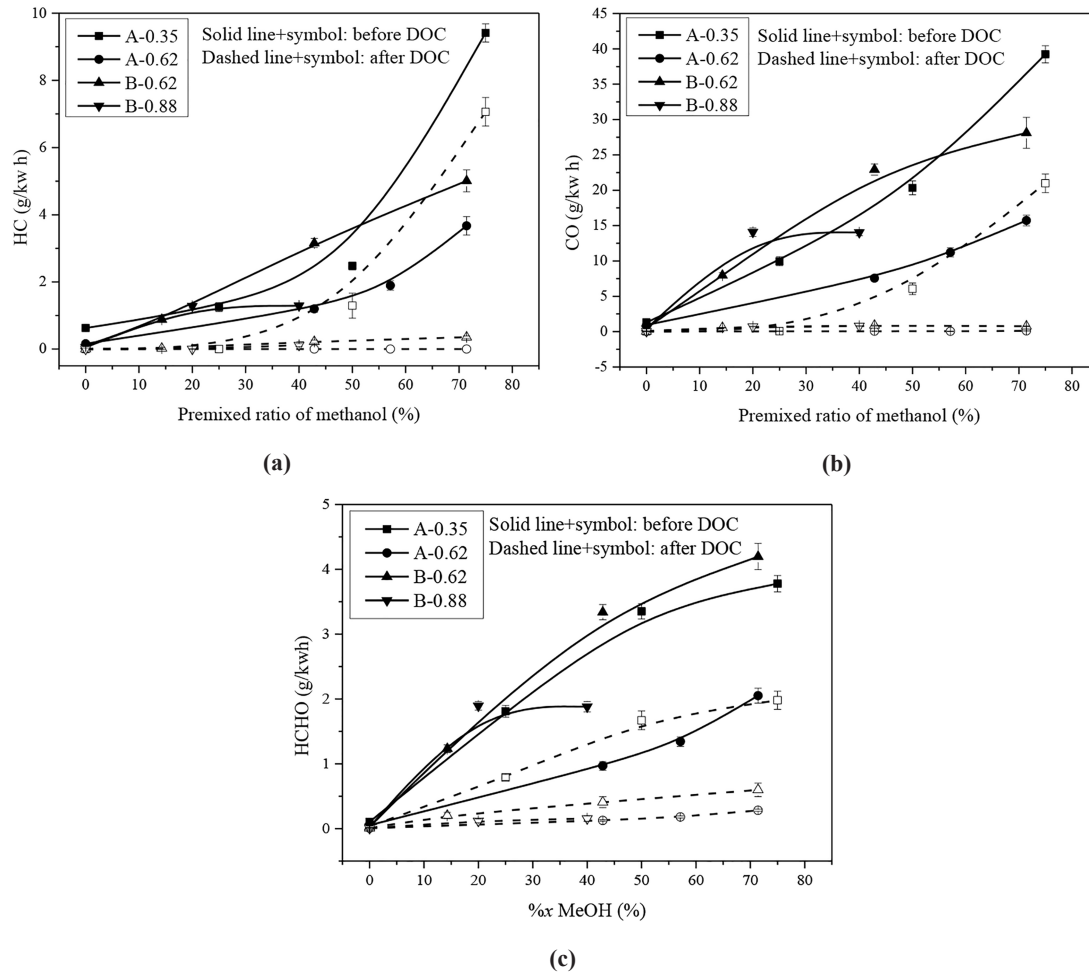 10
8
6
4
2
0
HC (g/kw h)
A-0.35
A-0.62
B-0.62
B-0.88
Solid line+symbol: before DOC
Dashed line+symbol: after DOC
0 10 20 30 40 50 60 70 80
Premixed ratio of methanol (%)
(a)
45
40
35
30
25
20
15
10
5
0
-5
CO (g/kw h)
A-0.35
A-0.62
B-0.62
B-0.88
Solid line+symbol: before DOC
Dashed line+symbol: after DOC
0 10 20 30 40 50 60 70 80
Premixed ratio of methanol (%)
(b)
5
4
3
2
1
0
HCHO (g/kwh)
A-0.35
A-0.62
B-0.62
B-0.88
Solid line+symbol: before DOC
Dashed line+symbol: after DOC
0 10 20 30 40 50 60 70 80
%x MeOH (%)
(c)